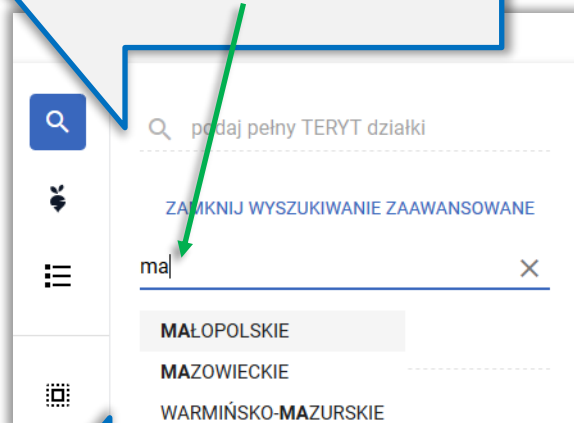 podaj pełny TERYT działki
ZAMKNIJ WYSZUKIWANIE ZAAWANSOWANE
ma
MAŁOPOLSKIE
MAZOWIECKIE
WARMIŃSKO-MAZURSKIE